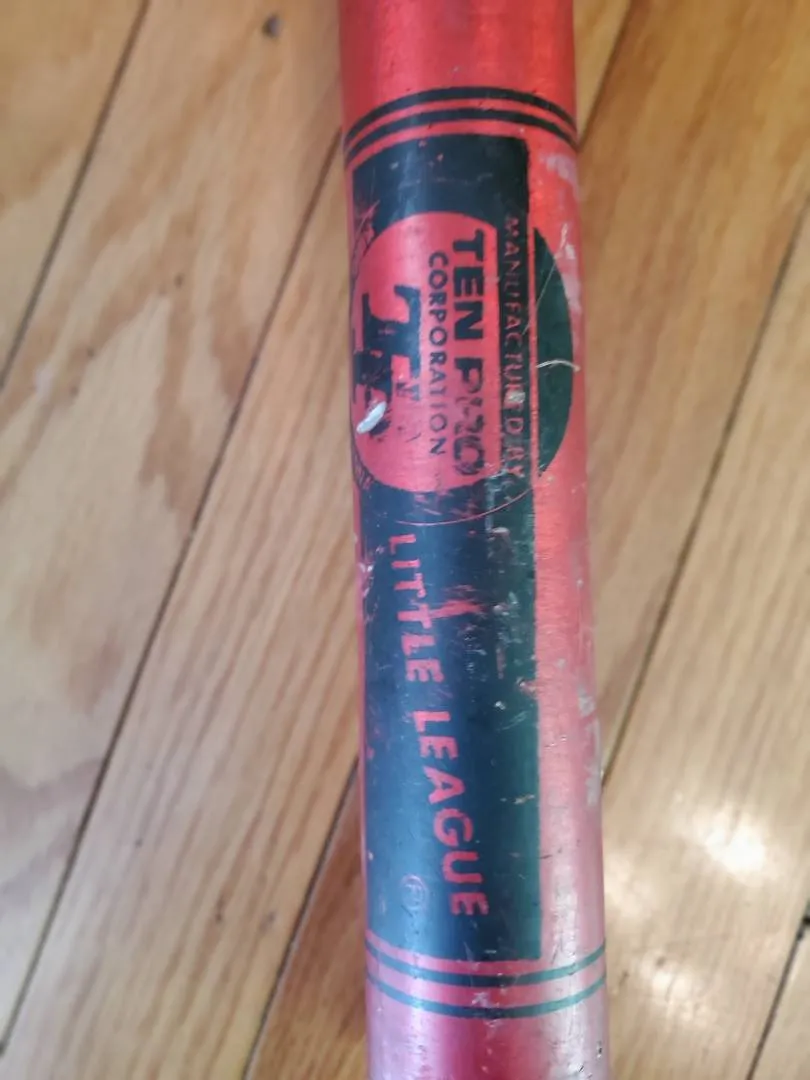 MANUFACTURED BY
TEN PRO
CORPORATION
LITTLE LEAGUE
®